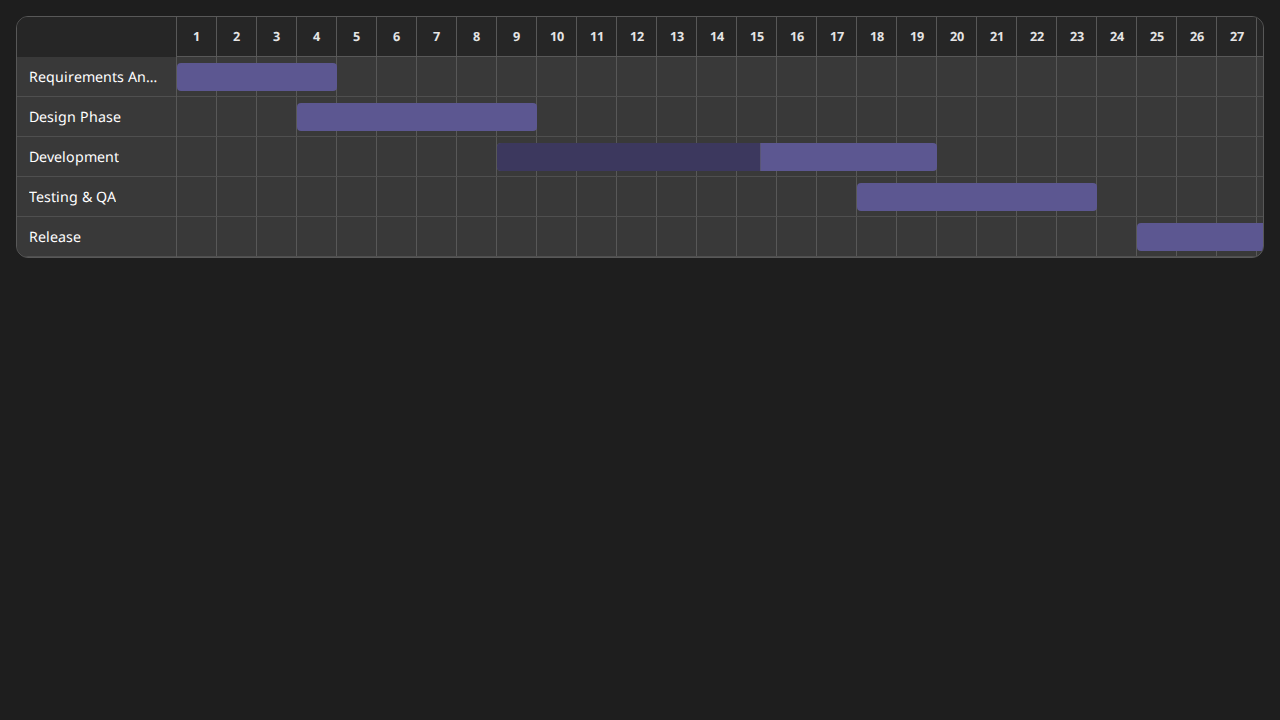 1 2 3 4 5 6 7 8 9 10 11 12 13 14 15 16 17 18 19 20 21 22 23 24 25 26 27
Requirements An...
Design Phase
Development
Testing & QA
Release